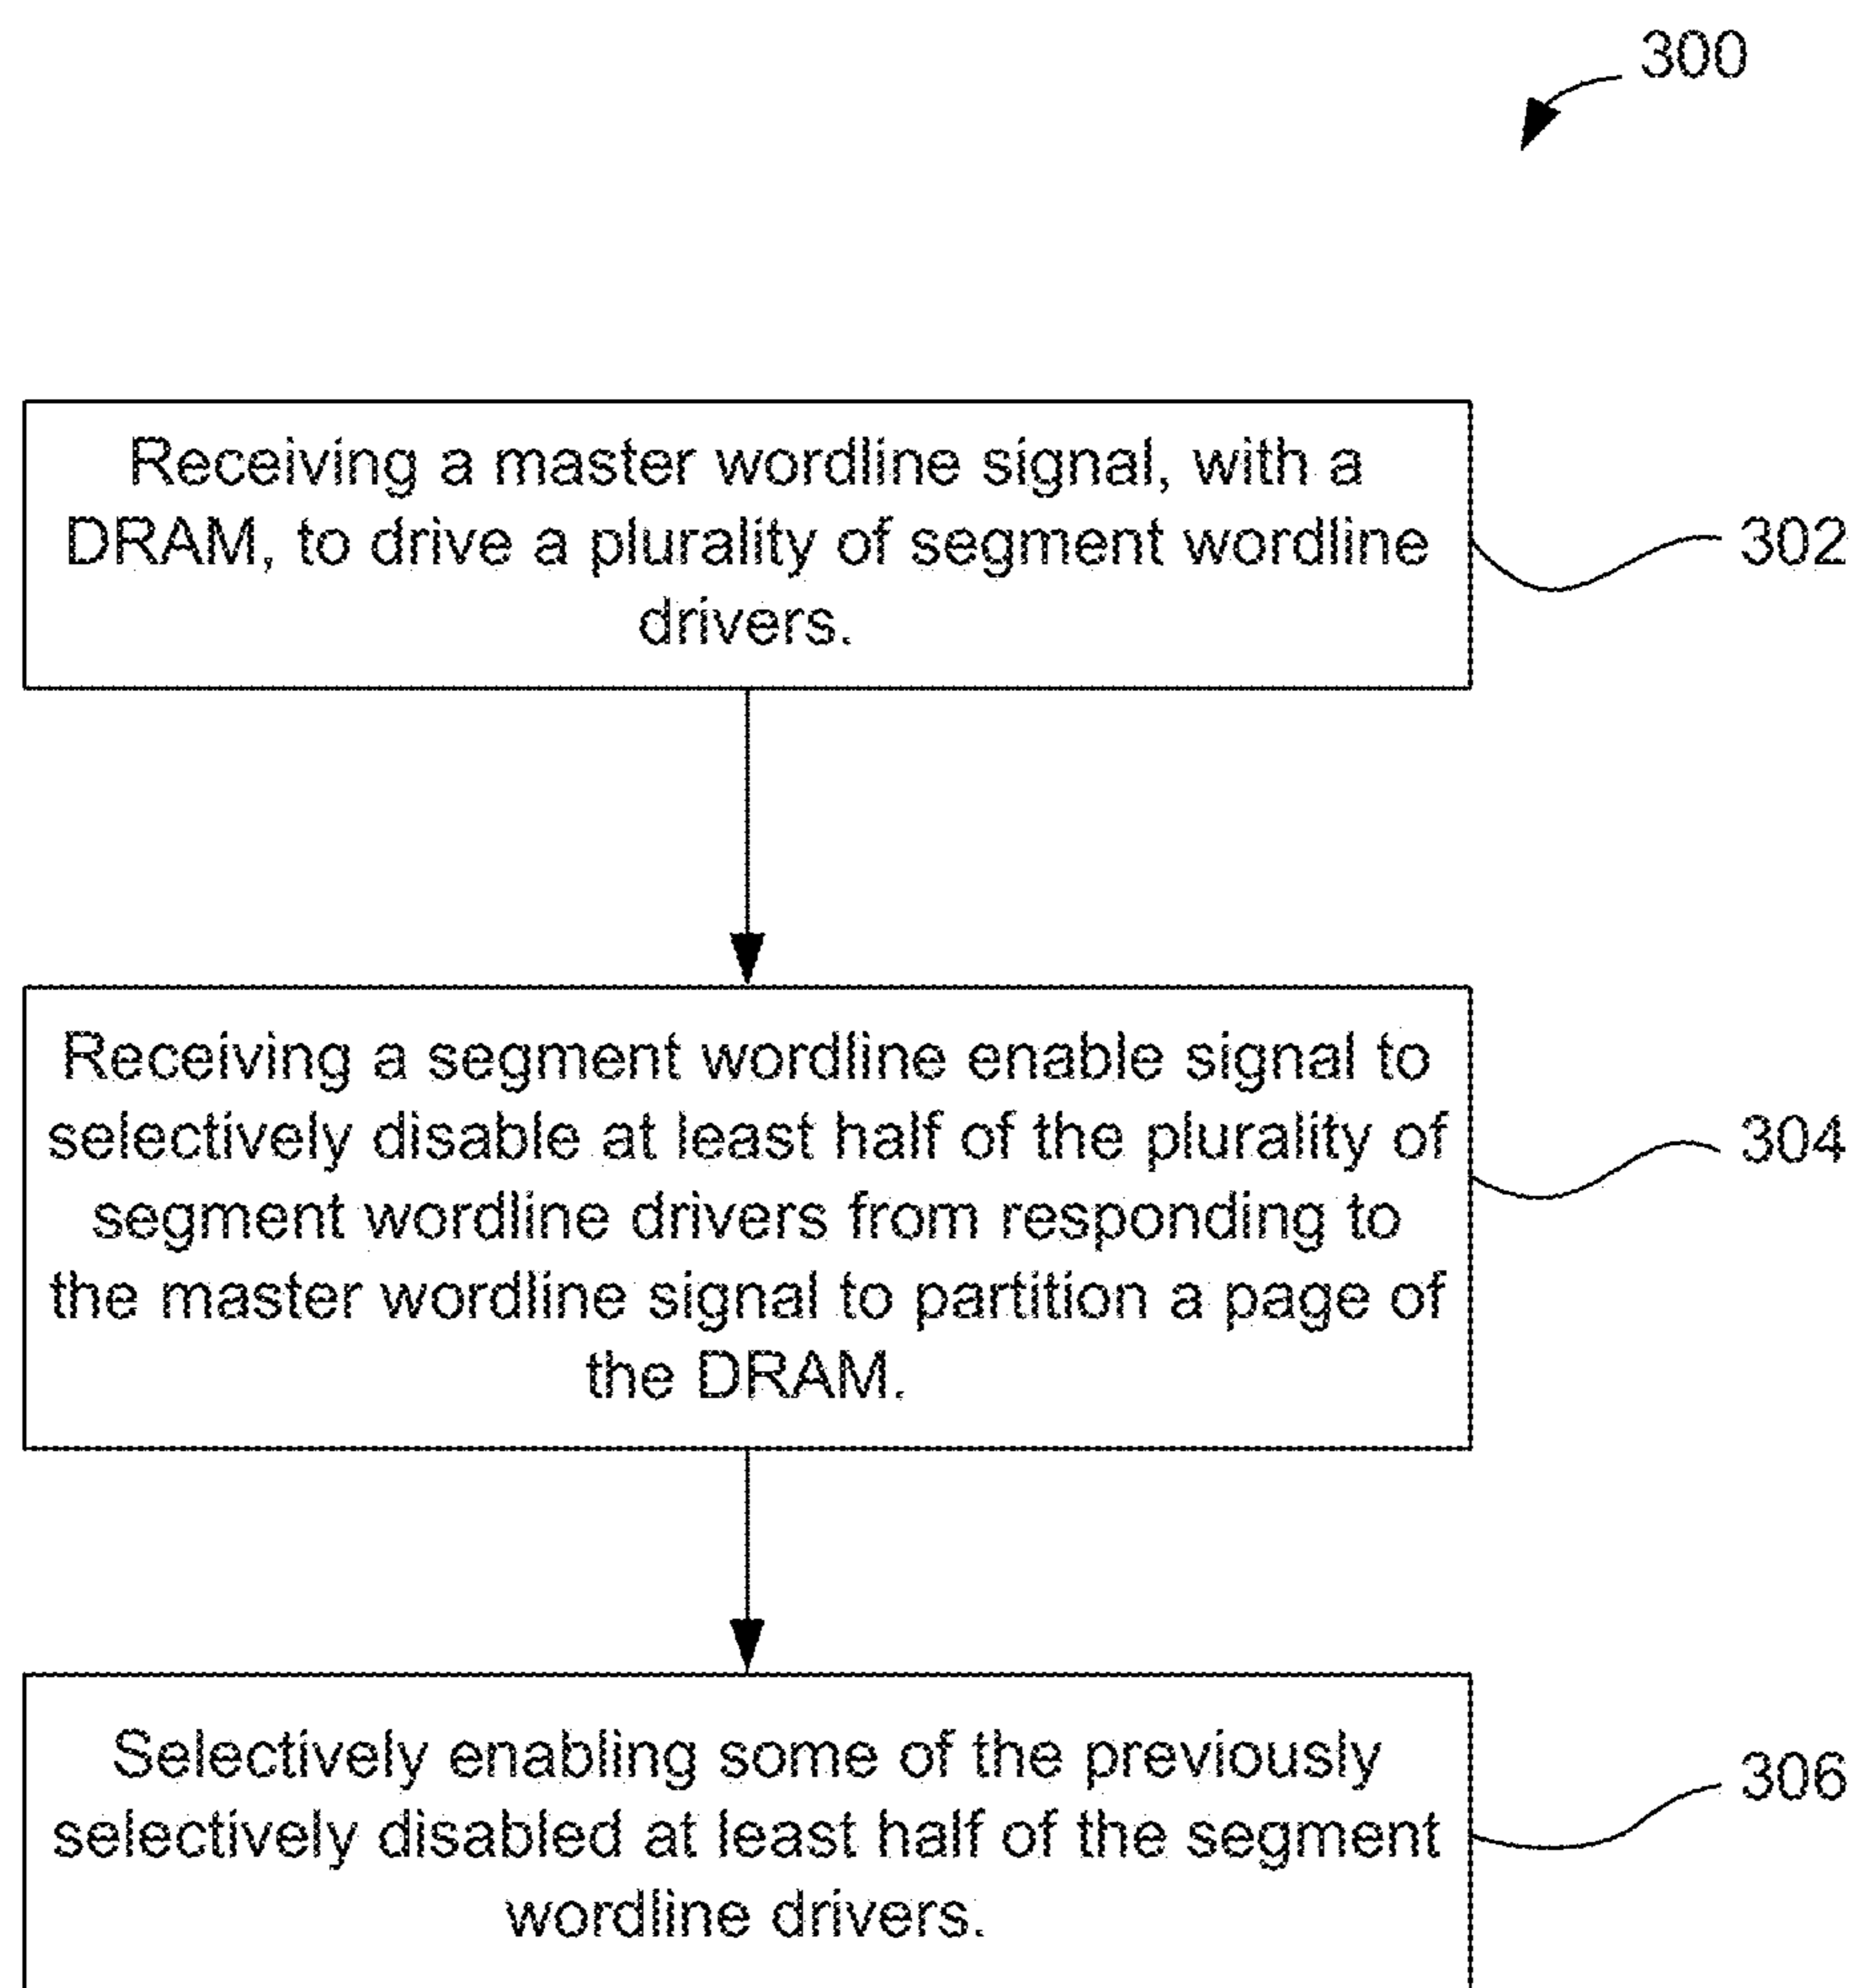 300
Receiving a master wordline signal, with a
DRAM, to drive a plurality of segment wordline
drivers.
302
Receiving a segment wordline enable signal to
selectively disable at least half of the plurality of
segment wordline drivers from responding to
the master wordline signal to partition a page of
the DRAM.
304
Selectively enabling some of the previously
selectively disabled at least half of the segment
wordline drivers.
306